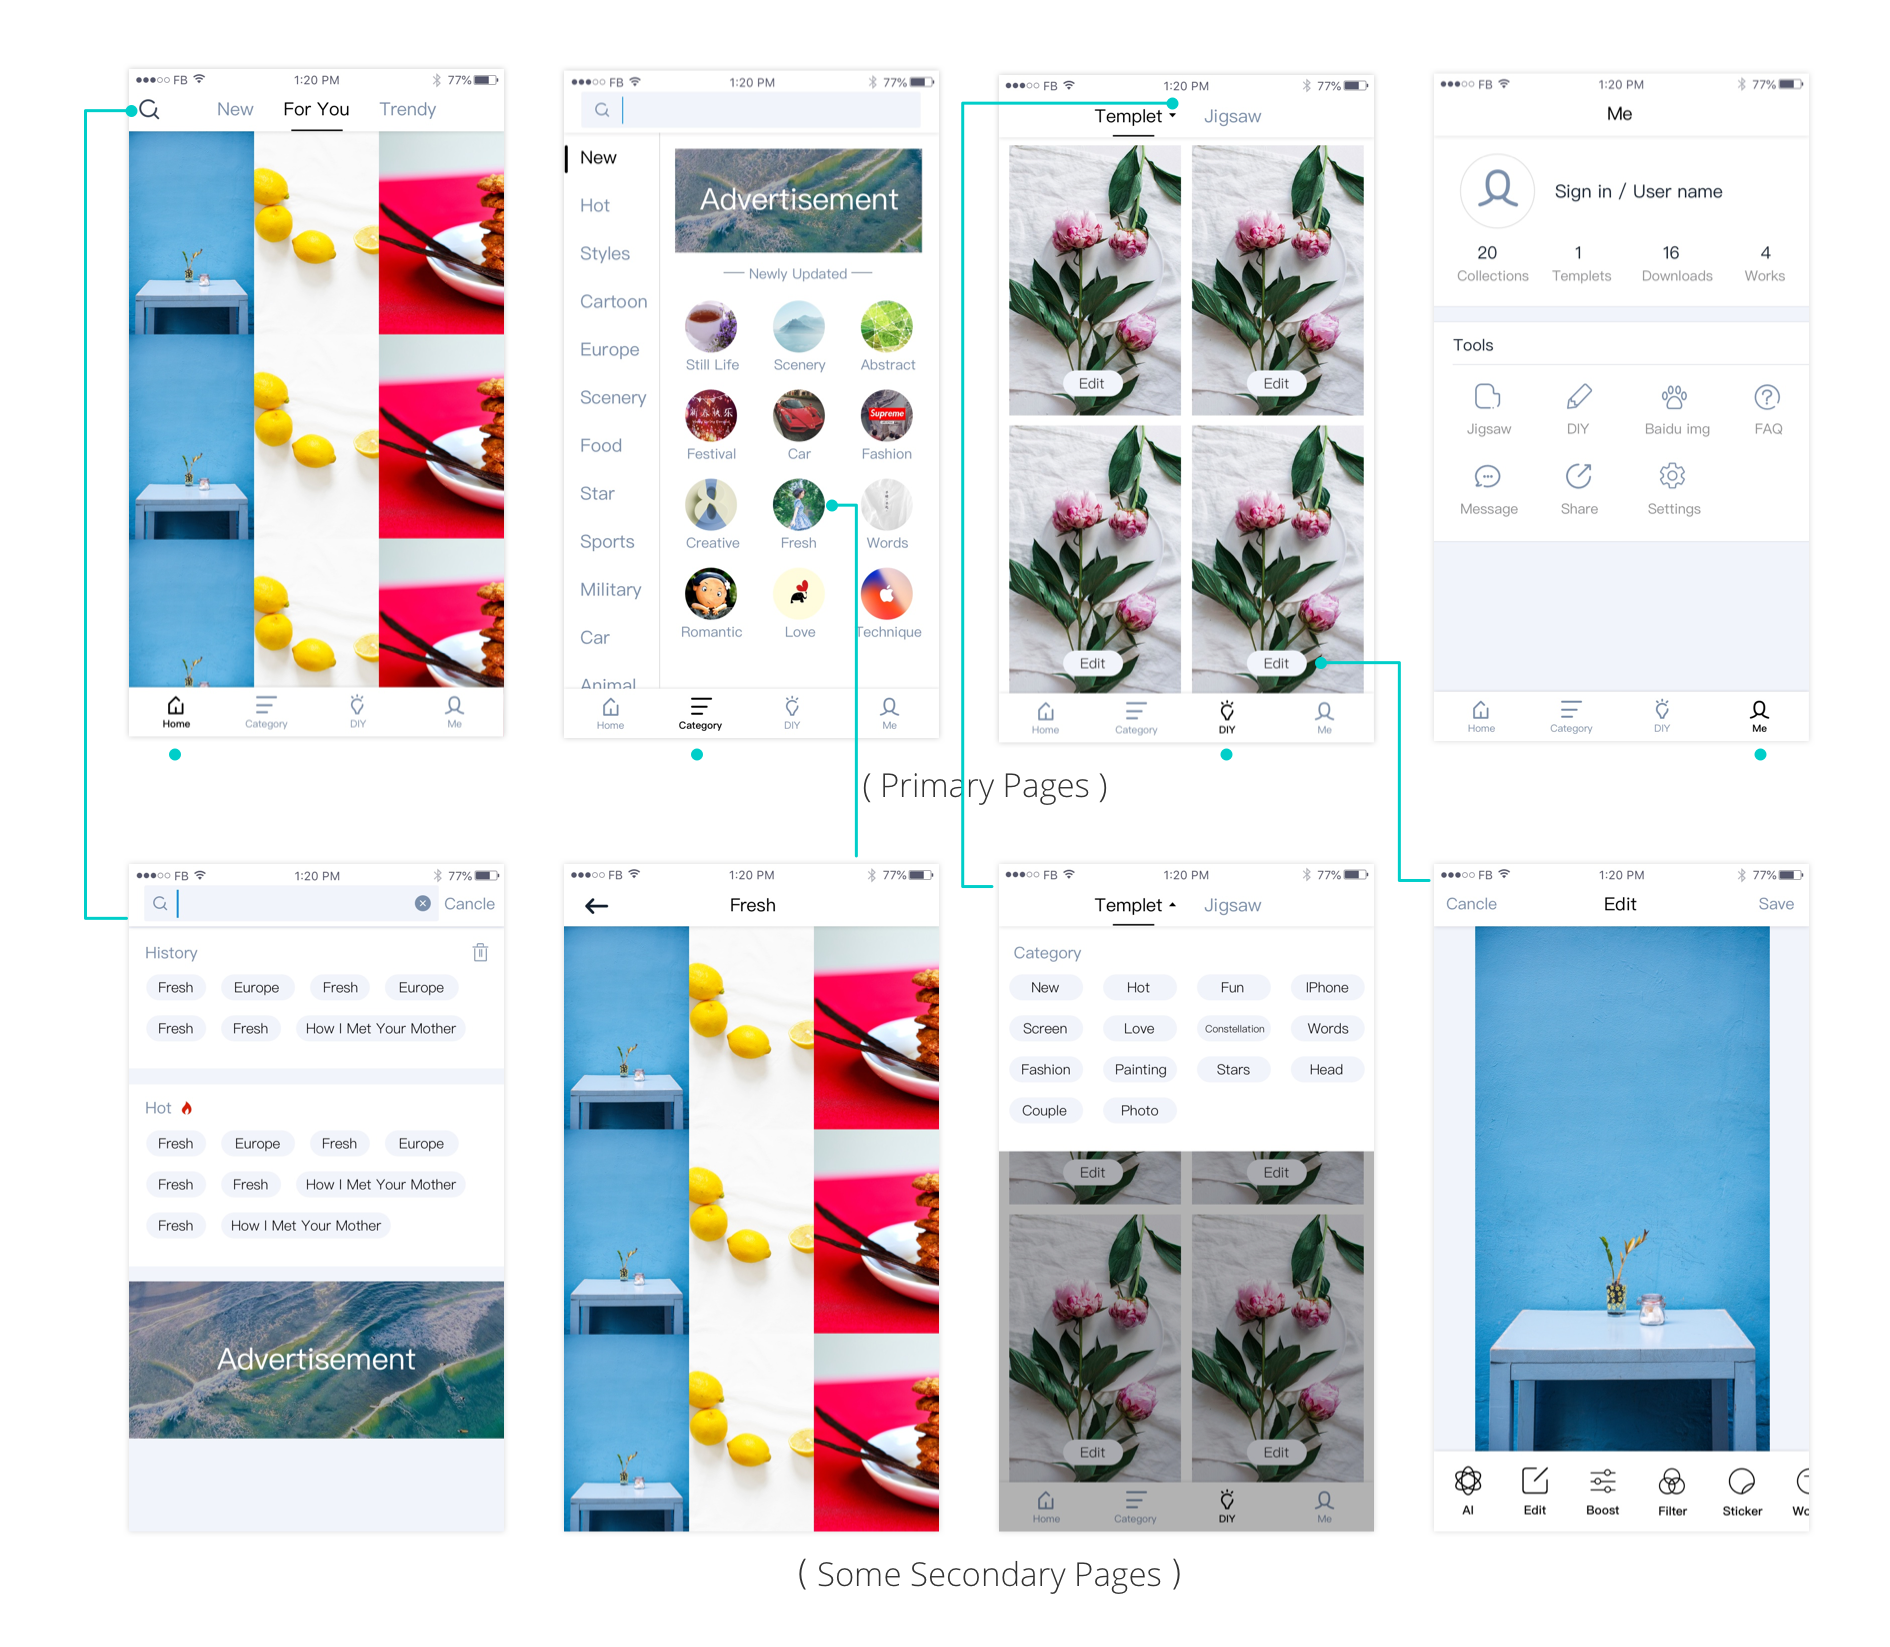 FB 1:20 PM 77%
New For You Trendy
Home Category DIY Me
FB 1:20 PM 77%
New
Hot
Styles
Cartoon
Europe
Scenery
Food
Star
Sports
Military
Car
Animal
Advertisement
Newly Updated
Still Life Scenery Abstract
新春快乐
Supreme
Festival Car Fashion
Creative Fresh Words
Romantic Love Technique
Home Category DIY Me
FB 1:20 PM 77%
Templet Jigsaw
Edit Edit
Edit Edit
Home Category DIY Me
FB 1:20 PM 77%
Me
Sign in / User name
20 1 16 4
Collections Templets Downloads Works
Tools
Jigsaw DIY Baidu img FAQ
Message Share Settings
Home Category DIY Me
( Primary Pages )
FB 1:20 PM 77%
Cancle
History
Fresh Europe Fresh Europe
Fresh Fresh How I Met Your Mother
Hot
Fresh Europe Fresh Europe
Fresh Fresh How I Met Your Mother
Fresh How I Met Your Mother
Advertisement
FB 1:20 PM 77%
Fresh
FB 1:20 PM 77%
Templet Jigsaw
Category
New Hot Fun IPhone
Screen Love Constellation Words
Fashion Painting Stars Head
Couple Photo
Edit Edit
Edit Edit
Home Category DIY Me
FB 1:20 PM 77%
Cancle Edit Save
AI Edit Boost Filter Sticker Wo
( Some Secondary Pages )